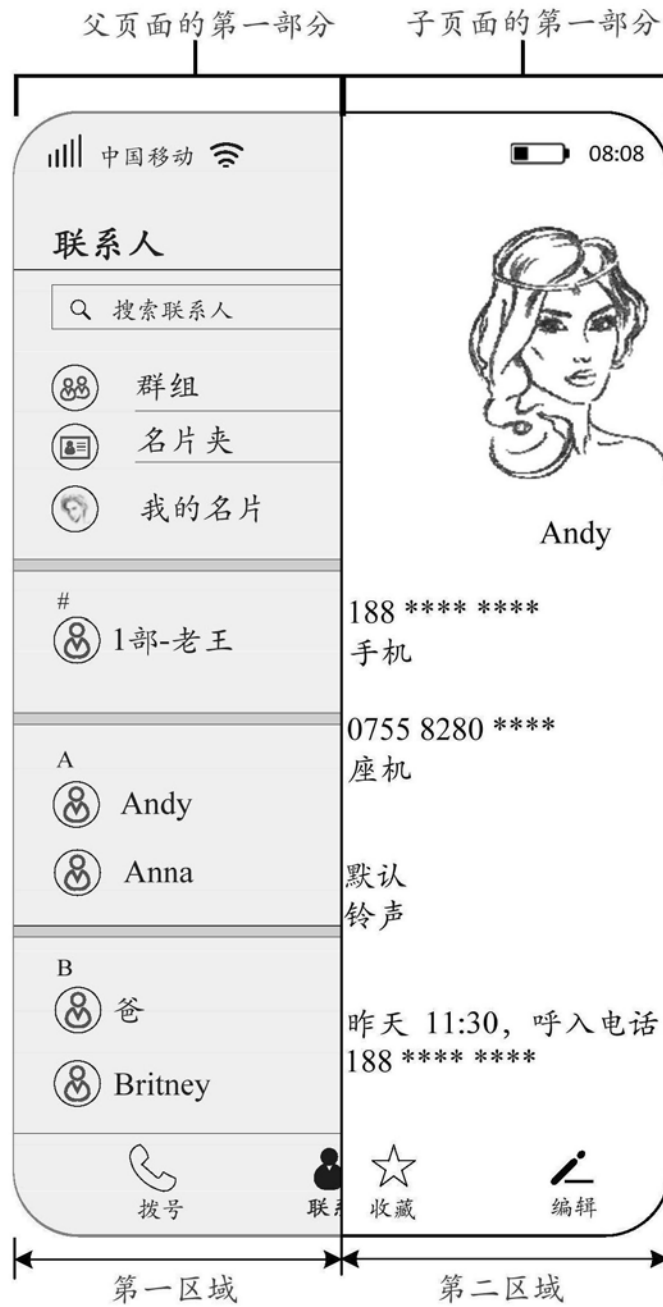 父页面的第一部分
子页面的第一部分
中国移动
08:08
联系人
搜索联系人
群组
名片夹
我的名片
Andy
#
1部-老王
188 **** ****
手机
A
Andy
Anna
0755 8280 ****
座机
默认
铃声
B
爸
Britney
昨天 11:30，呼入电话
188 **** ****
拨号
联系
收藏
编辑
第一区域
第二区域